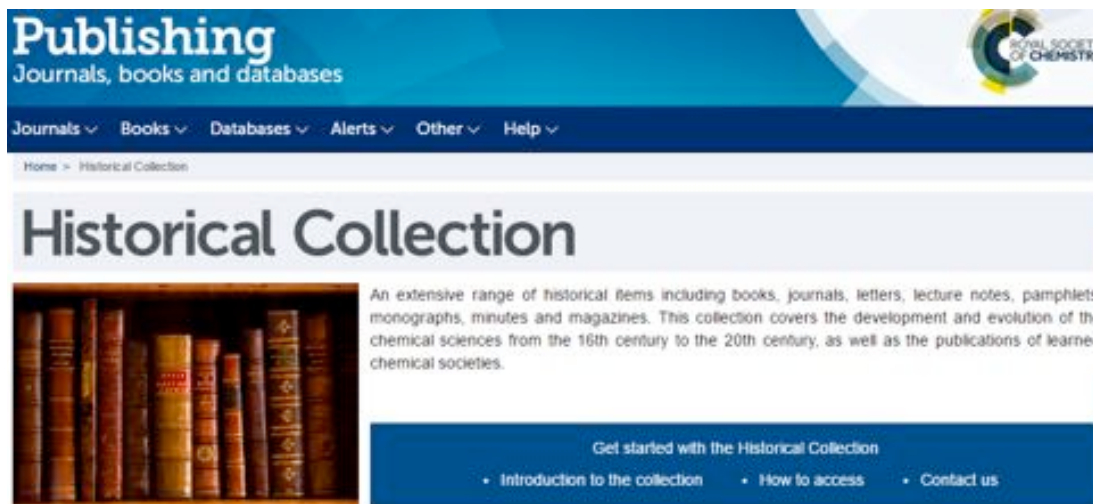 Publishing
Journals, books and databases
ROYAL SOCIET
OF CHEMISTR
Journals Books Databases Alerts Other Help
Home > Historical Collection
Historical Collection
An extensive range of historical items including books, journals, letters, lecture notes, pamphlets
monographs, minutes and magazines. This collection covers the development and evolution of th
chemical sciences from the 16th century to the 20th century, as well as the publications of learne
chemical societies.
Get started with the Historical Collection
• Introduction to the collection • How to access • Contact us